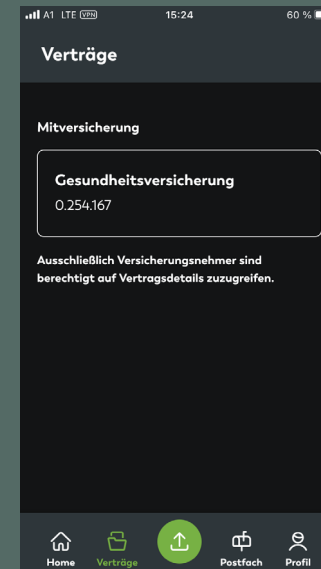 A1 LTE VPN 15:24 60 %
Verträge
Mitversicherung
Gesundheitsversicherung
0.254.167
Ausschließlich Versicherungsnehmer sind
berechtigt auf Vertragsdetails zuzugreifen.
Home Verträge Postfach Profil